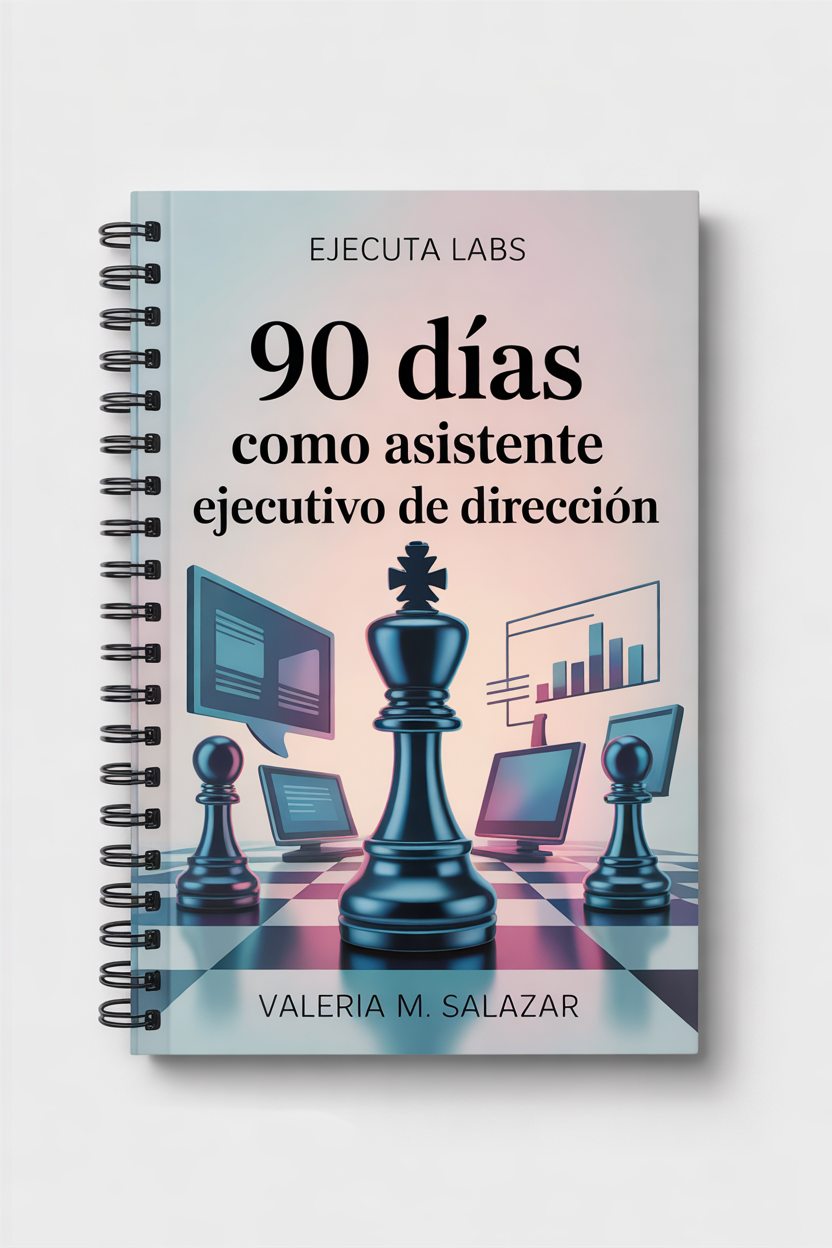 EJECUTA LABS
90 días
como asistente
ejecutivo de dirección
VALERIA M. SALAZAR